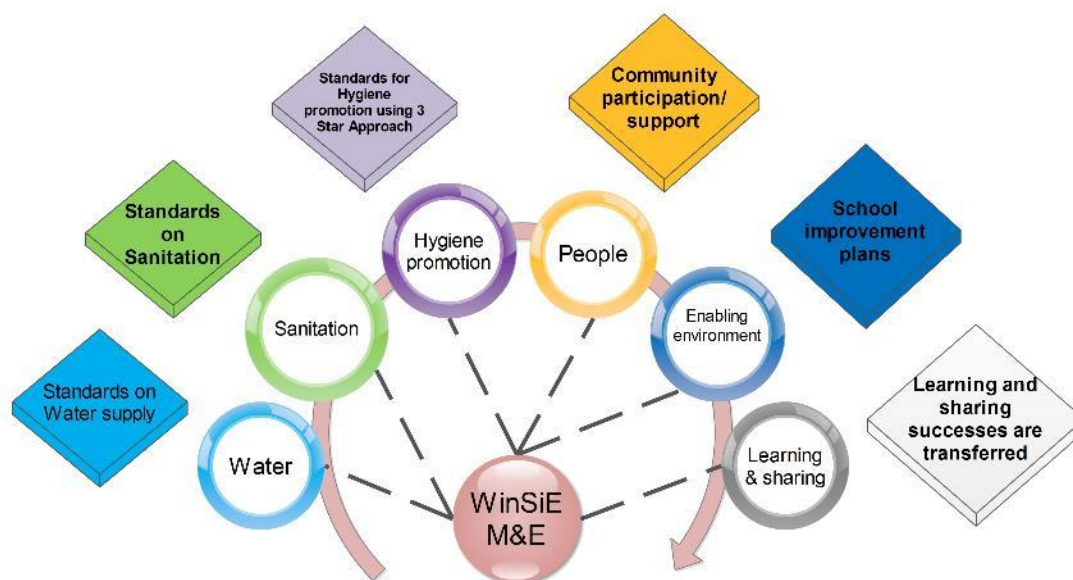 Standards for
Hygiene
promotion using 3
Star Approach
Community
participation/
support
Standards
on
Sanitation
School
improvement
plans
Hygiene
promotion
People
Sanitation
Enabling
environment
Standards on
Water supply
Learning and
sharing
successes are
transferred
Water
Learning
& sharing
WinSiE
M&E